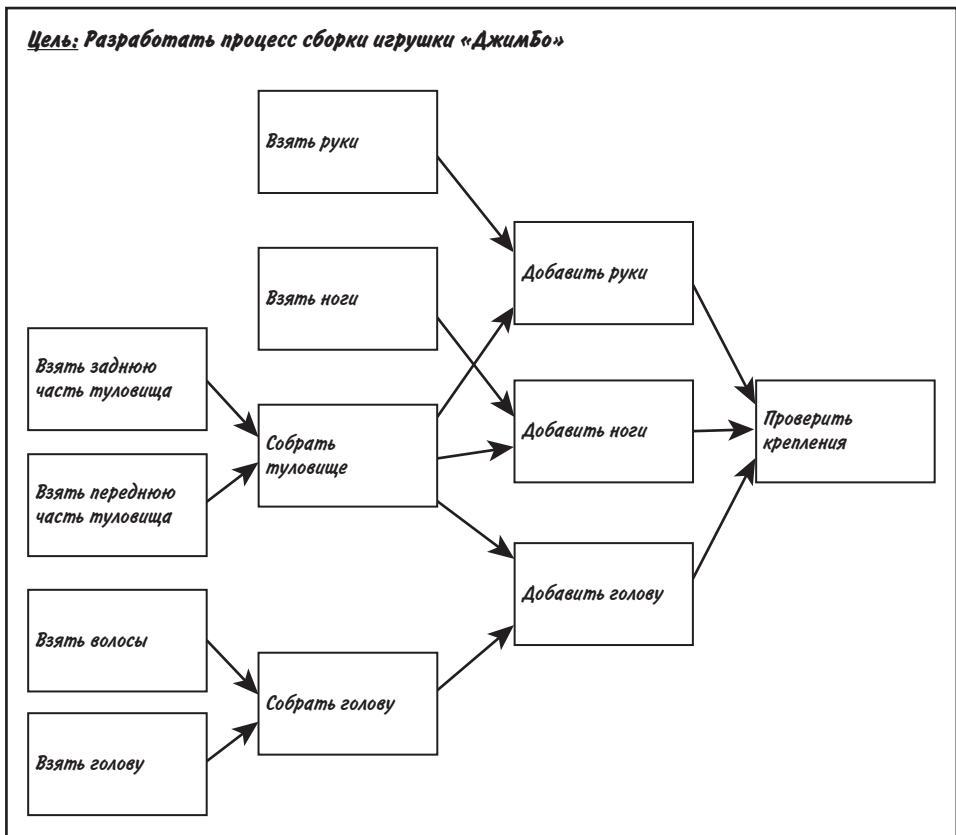 Цель: Разработать процесс сборки игрушки «ДжимБо»
Взять руки
Взять ноги
Добавить руки
Взять заднюю
часть туловища
Взять переднюю
часть туловища
Собрать
туловище
Добавить ноги
Проверить
крепления
Добавить голову
Взять волосы
Взять голову
Собрать голову